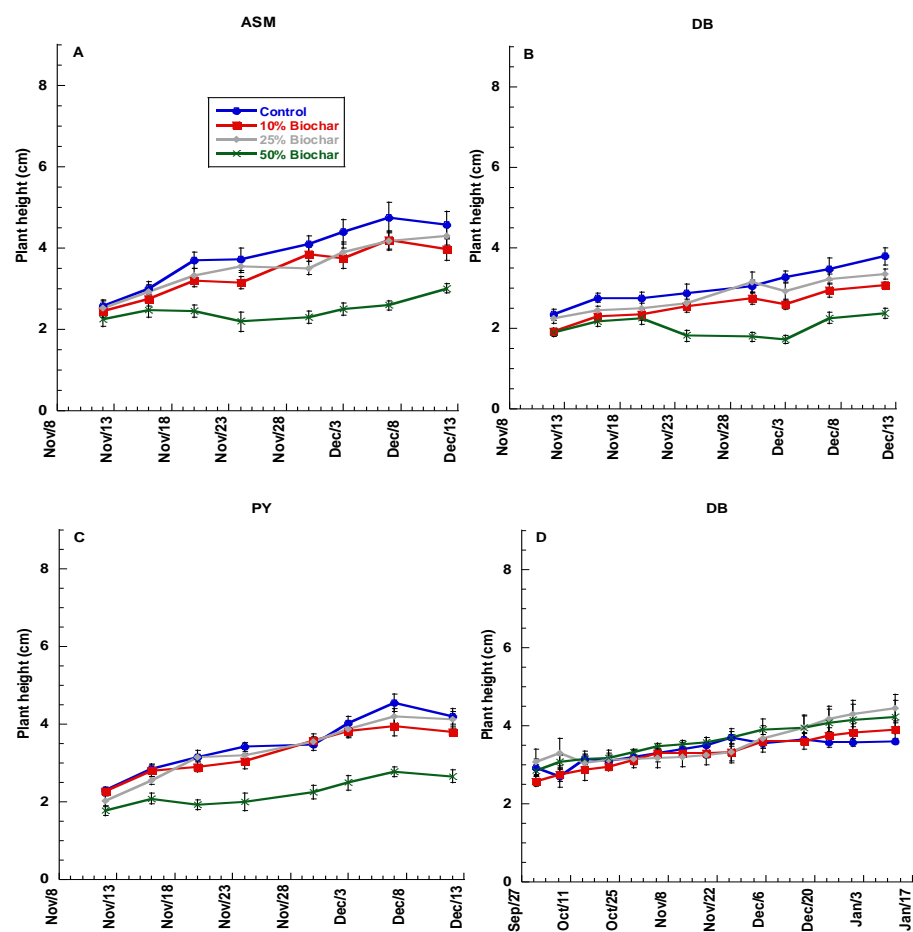 ASM
A
Control
10% Biochar
25% Biochar
50% Biochar
Plant height (cm)
8
6
4
2
0
Nov/8
Nov/13
Nov/18
Nov/23
Nov/28
Dec/3
Dec/8
Dec/13
DB
B
Plant height (cm)
8
6
4
2
0
Nov/8
Nov/13
Nov/18
Nov/23
Nov/28
Dec/3
Dec/8
Dec/13
PY
C
Plant height (cm)
8
6
4
2
0
Nov/8
Nov/13
Nov/18
Nov/23
Nov/28
Dec/3
Dec/8
Dec/13
DB
D
Plant height (cm)
8
6
4
2
0
Sep/27
Oct/11
Oct/25
Nov/8
Nov/22
Dec/6
Dec/20
Jan/3
Jan/17